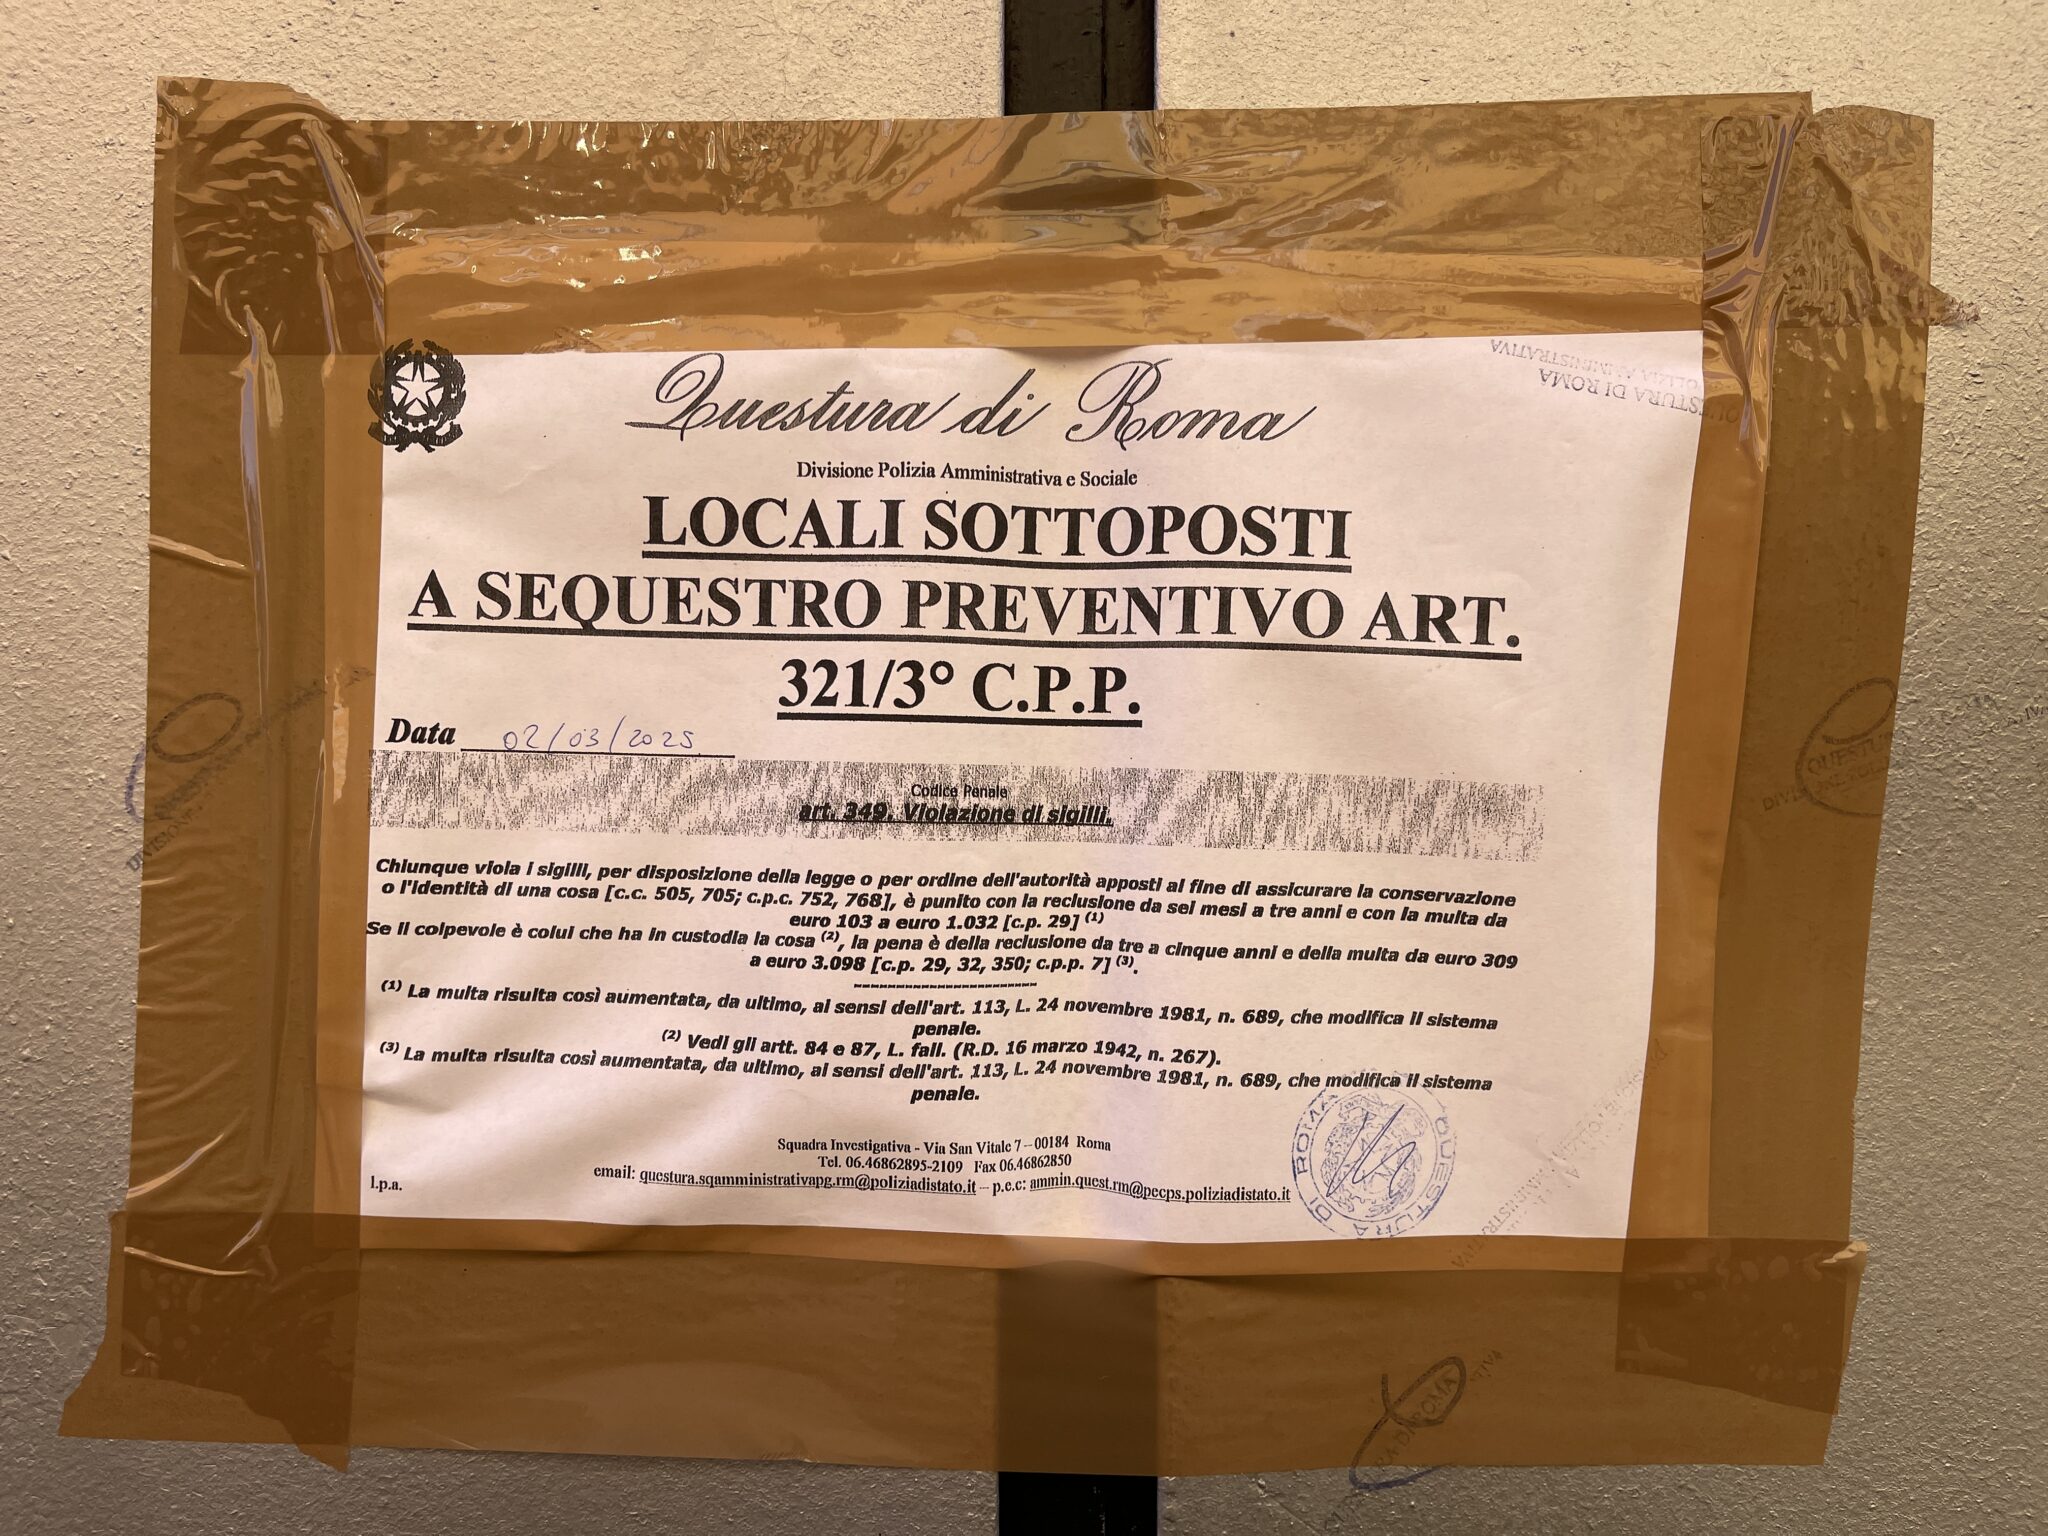 Questura di Roma
QUESTURA DI ROMA
POLIZIA AMMINISTRATIVA
Divisione Polizia Amministrativa e Sociale
LOCALI SOTTOPOSTI
A SEQUESTRO PREVENTIVO ART.
321/3° C.P.P.
Data 02/03/2025
Codice Penale
art. 349. Violazione di sigilli.
Chiunque viola i sigilli, per disposizione della legge o per ordine dell'autorità apposti al fine di assicurare la conservazione
o l'identità di una cosa [c.c. 505, 705; c.p.c. 752, 768], è punito con la reclusione da sei mesi a tre anni e con la multa da
euro 103 a euro 1.032 [c.p. 29] (1)
Se il colpevole è colui che ha in custodia la cosa (2), la pena è della reclusione da tre a cinque anni e della multa da euro 309
a euro 3.098 [c.p. 29, 32, 350; c.p.p. 7] (3).
--------------------
(1) La multa risulta così aumentata, da ultimo, ai sensi dell'art. 113, L. 24 novembre 1981, n. 689, che modifica il sistema
penale.
(2) Vedi gli artt. 84 e 87, L. fall. (R.D. 16 marzo 1942, n. 267).
(3) La multa risulta così aumentata, da ultimo, ai sensi dell'art. 113, L. 24 novembre 1981, n. 689, che modifica il sistema
penale.
Squadra Investigativa - Via San Vitale 7 – 00184 Roma
Tel. 06.46862895-2109 Fax 06.46862850
email: questura.sqamministrativapg.rm@poliziadistato.it – p.e.c: ammin.quest.rm@pecps.poliziadistato.it
l.p.a.
QUESTURA DI ROMA